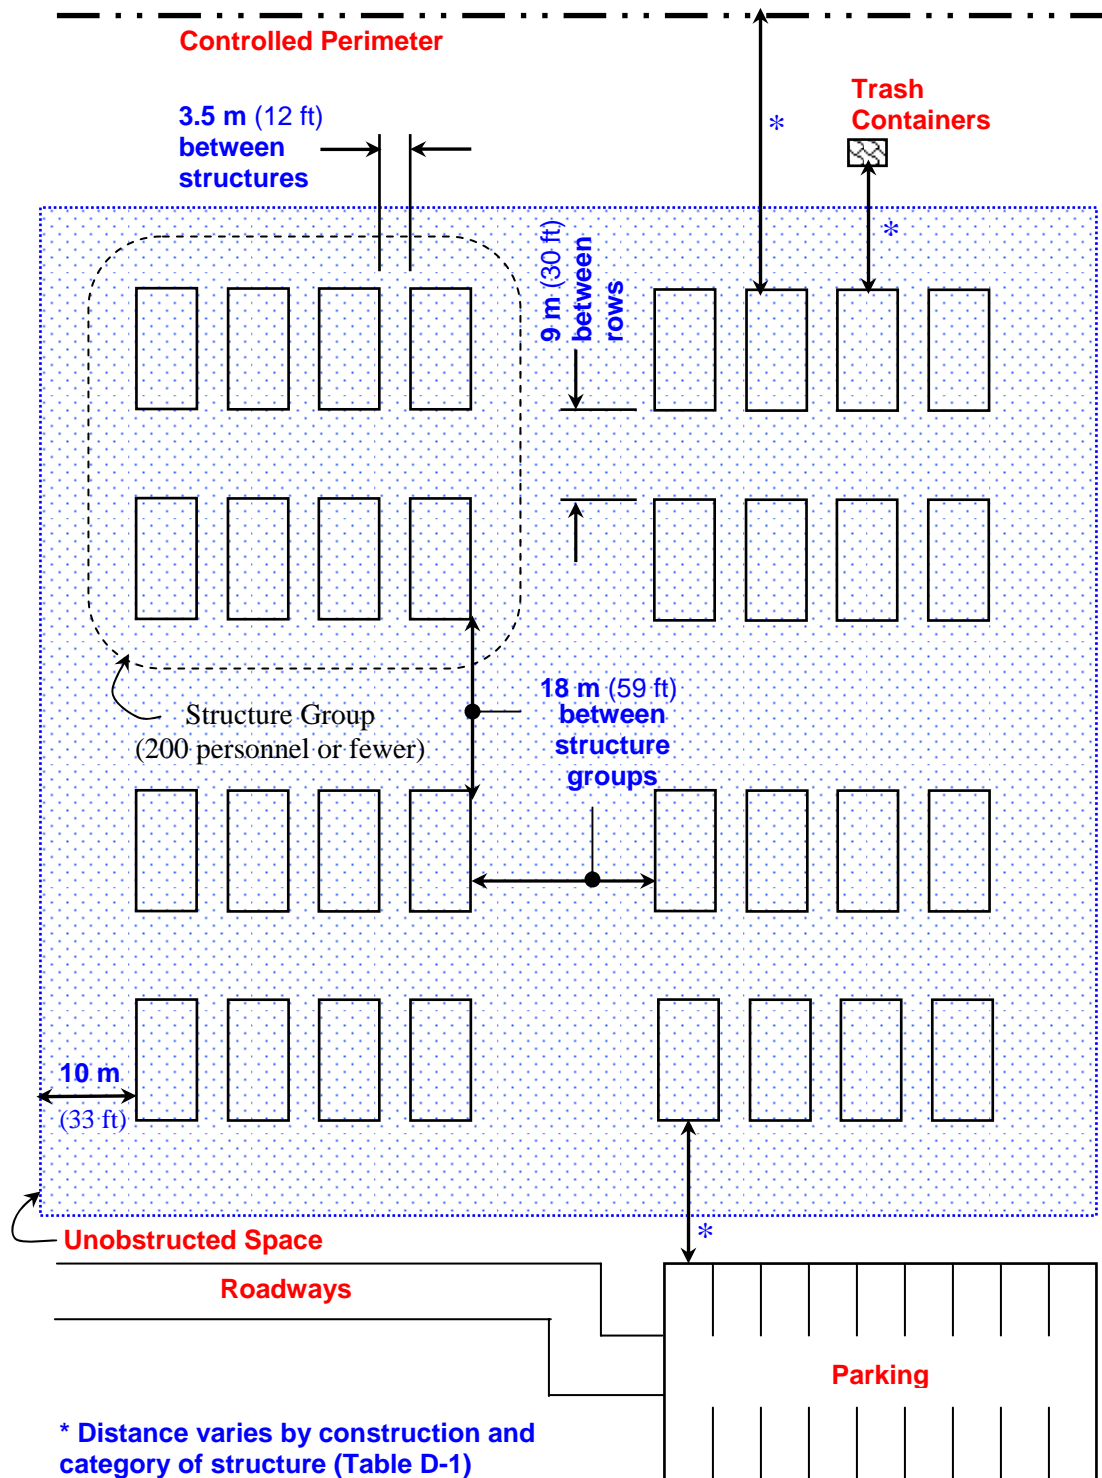 Controlled Perimeter
3.5 m (12 ft)
between
structures
*
Trash
Containers
*
9 m (30 ft)
between
rows
Structure Group
(200 personnel or fewer)
18 m (59 ft)
between
structure
groups
10 m
(33 ft)
*
Unobstructed Space
Roadways
Parking
* Distance varies by construction and
category of structure (Table D-1)